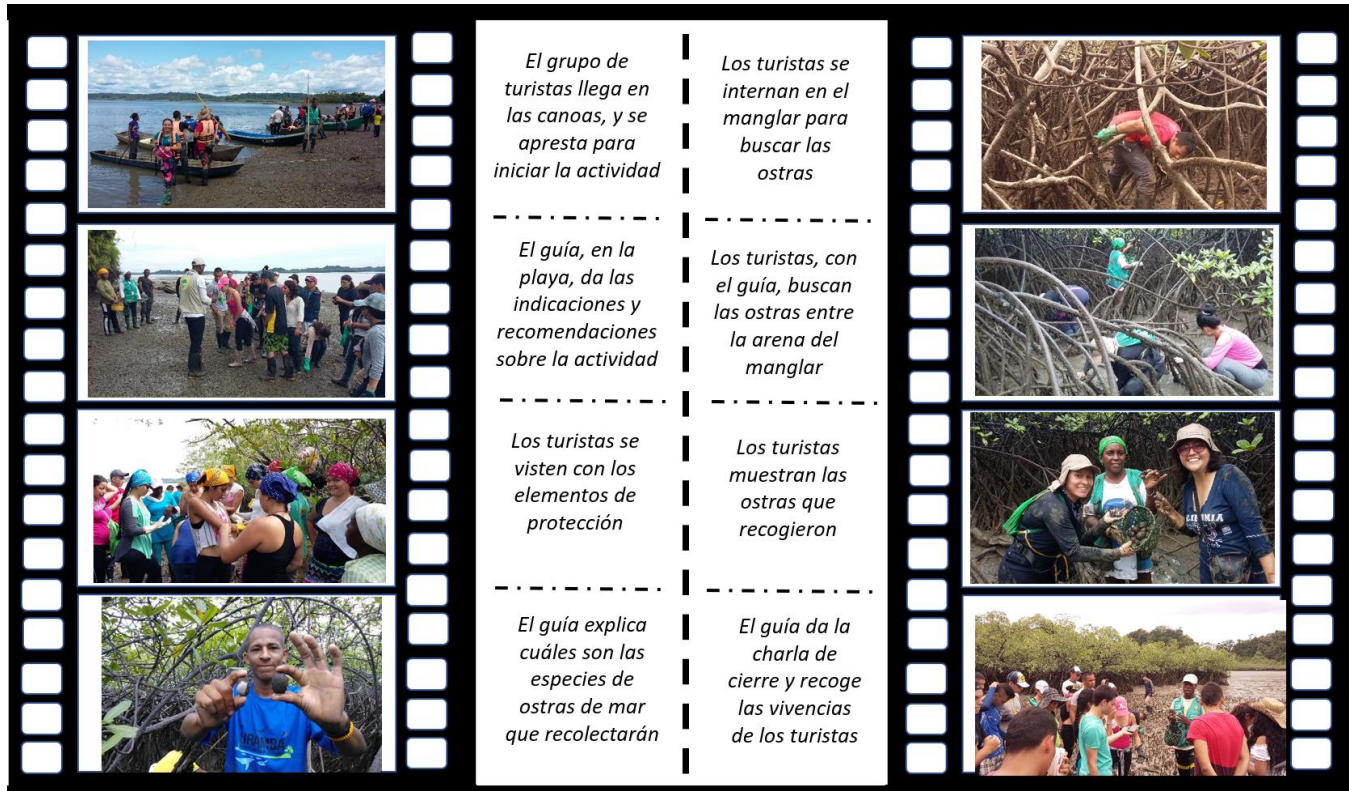 El grupo de
turistas llega en
las canoas, y se
apresta para
iniciar la actividad
El guía, en la
playa, da las
indicaciones y
recomendaciones
sobre la actividad
Los turistas se
visten con los
elementos de
protección
El guía explica
cuáles son las
especies de
ostras de mar
que recolectarán
Los turistas se
internan en el
manglar para
buscar las
ostras
Los turistas, con
el guía, buscan
las ostras entre
la arena del
manglar
Los turistas
muestran las
ostras que
recogieron
El guía da la
charla de
cierre y recoge
las vivencias
de los turistas